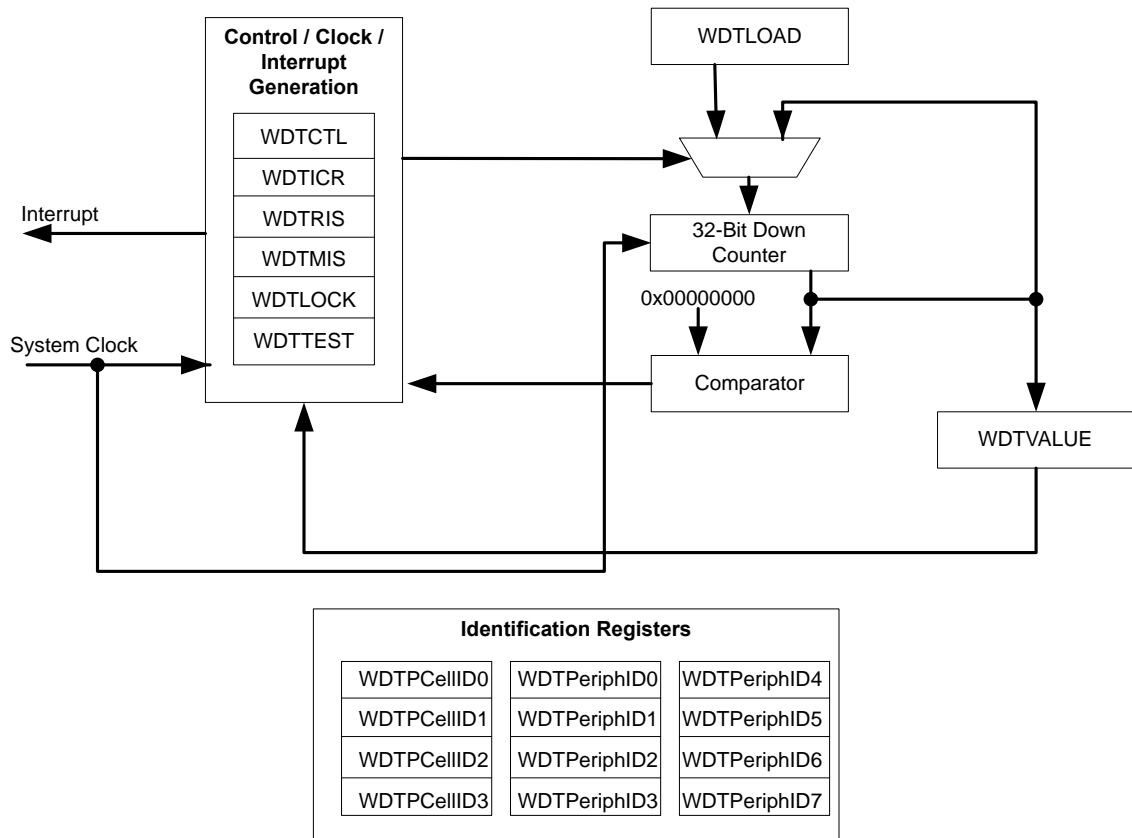 Control / Clock /
Interrupt
Generation
WDTCTL
WDTICR
WDTRIS
WDTMIS
WDTLOCK
WDTTEST
Interrupt
System Clock
WDTLOAD
32-Bit Down
Counter
0x00000000
Comparator
WDTVALUE
Identification Registers
WDTPCellID0
WDTPCellID1
WDTPCellID2
WDTPCellID3
WDTPeriphID0
WDTPeriphID1
WDTPeriphID2
WDTPeriphID3
WDTPeriphID4
WDTPeriphID5
WDTPeriphID6
WDTPeriphID7